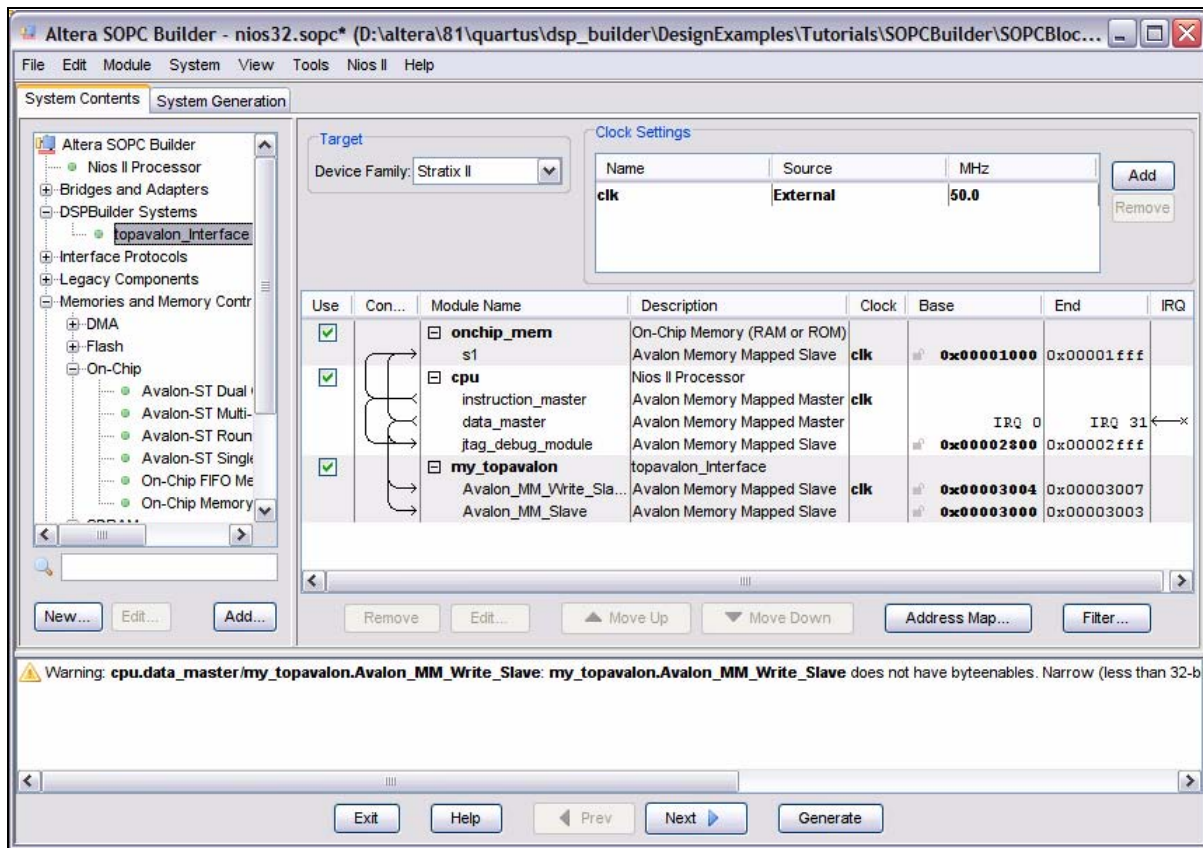 Altera SOPC Builder - nios32.sopc* (D:\altera\81\quartus\dsp_builder\DesignExamples\Tutorials\SOPCBuilder\SOPCBloc...
File Edit Module System View Tools Nios II Help
System Contents System Generation
Altera SOPC Builder
Nios II Processor
Bridges and Adapters
DSPBuilder Systems
topavalon_Interface
Interface Protocols
Legacy Components
Memories and Memory Contr
DMA
Flash
On-Chip
Avalon-ST Dual
Avalon-ST Multi-
Avalon-ST Roun
Avalon-ST Single
On-Chip FIFO Me
On-Chip Memory
SDRAM
New... Edit... Add...
Target
Device Family: Stratix II
Clock Settings
Name Source MHz
clk External 50.0
Add
Remove
Use Con... Module Name Description Clock Base End IRQ
onchip_mem On-Chip Memory (RAM or ROM)
s1 Avalon Memory Mapped Slave clk 0x00001000 0x00001fff
cpu Nios II Processor
instruction_master Avalon Memory Mapped Master clk
data_master Avalon Memory Mapped Master IRQ 0 IRQ 31
jtag_debug_module Avalon Memory Mapped Slave 0x00002800 0x00002fff
my_topavalon topavalon_Interface
Avalon_MM_Write_Sla... Avalon Memory Mapped Slave clk 0x00003004 0x00003007
Avalon_MM_Slave Avalon Memory Mapped Slave 0x00003000 0x00003003
Remove Edit... Move Up Move Down Address Map... Filter...
Warning: cpu.data_master/my_topavalon.Avalon_MM_Write_Slave: my_topavalon.Avalon_MM_Write_Slave does not have byteenables. Narrow (less than 32-b
Exit Help Prev Next Generate